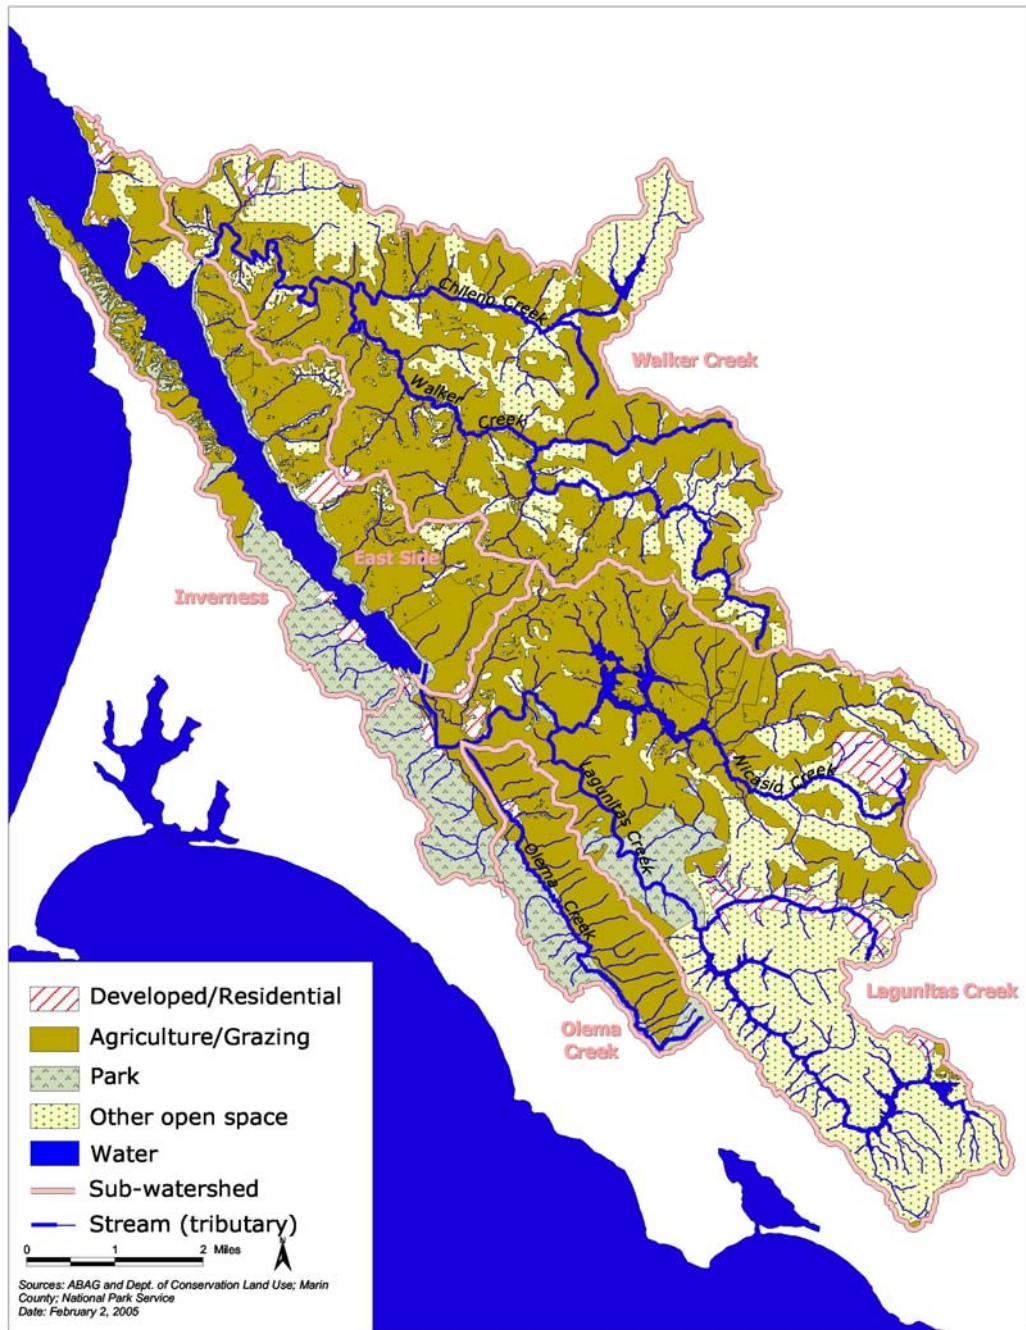 Chileno Creek
Walker Creek
Walker
Creek
East Side
Inverness
Nicasio Creek
Lagunitas Creek
Olema Creek
Lagunitas Creek
Olema
Creek
Developed/Residential
Agriculture/Grazing
Park
Other open space
Water
Sub-watershed
Stream (tributary)
0 1 2 Miles
N
Sources: ABAG and Dept. of Conservation Land Use; Marin
County; National Park Service
Date: February 2, 2005